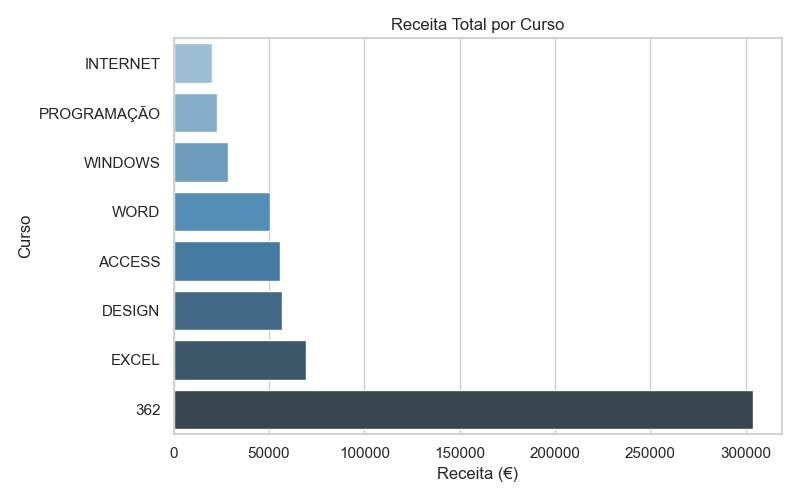 Receita Total por Curso
INTERNET
PROGRAMAÇÃO
WINDOWS
WORD
ACCESS
DESIGN
EXCEL
362
Curso
0 50000 100000 150000 200000 250000 300000
Receita (€)